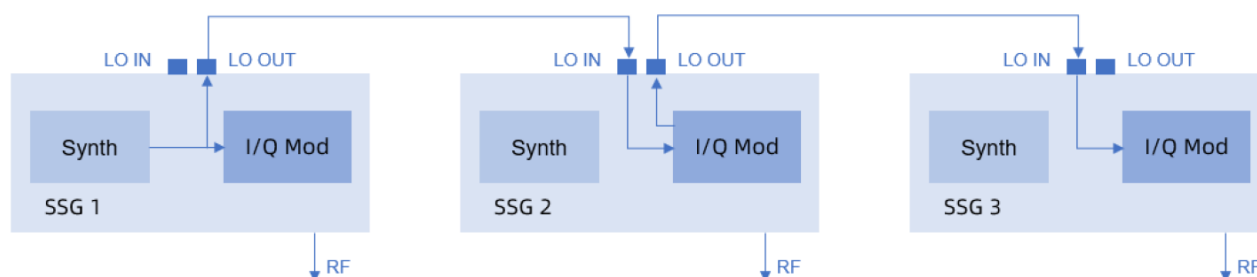 LO IN LO OUT LO IN LO OUT LO IN LO OUT
Synth I/Q Mod Synth I/Q Mod Synth I/Q Mod
SSG 1 SSG 2 SSG 3
RF RF RF